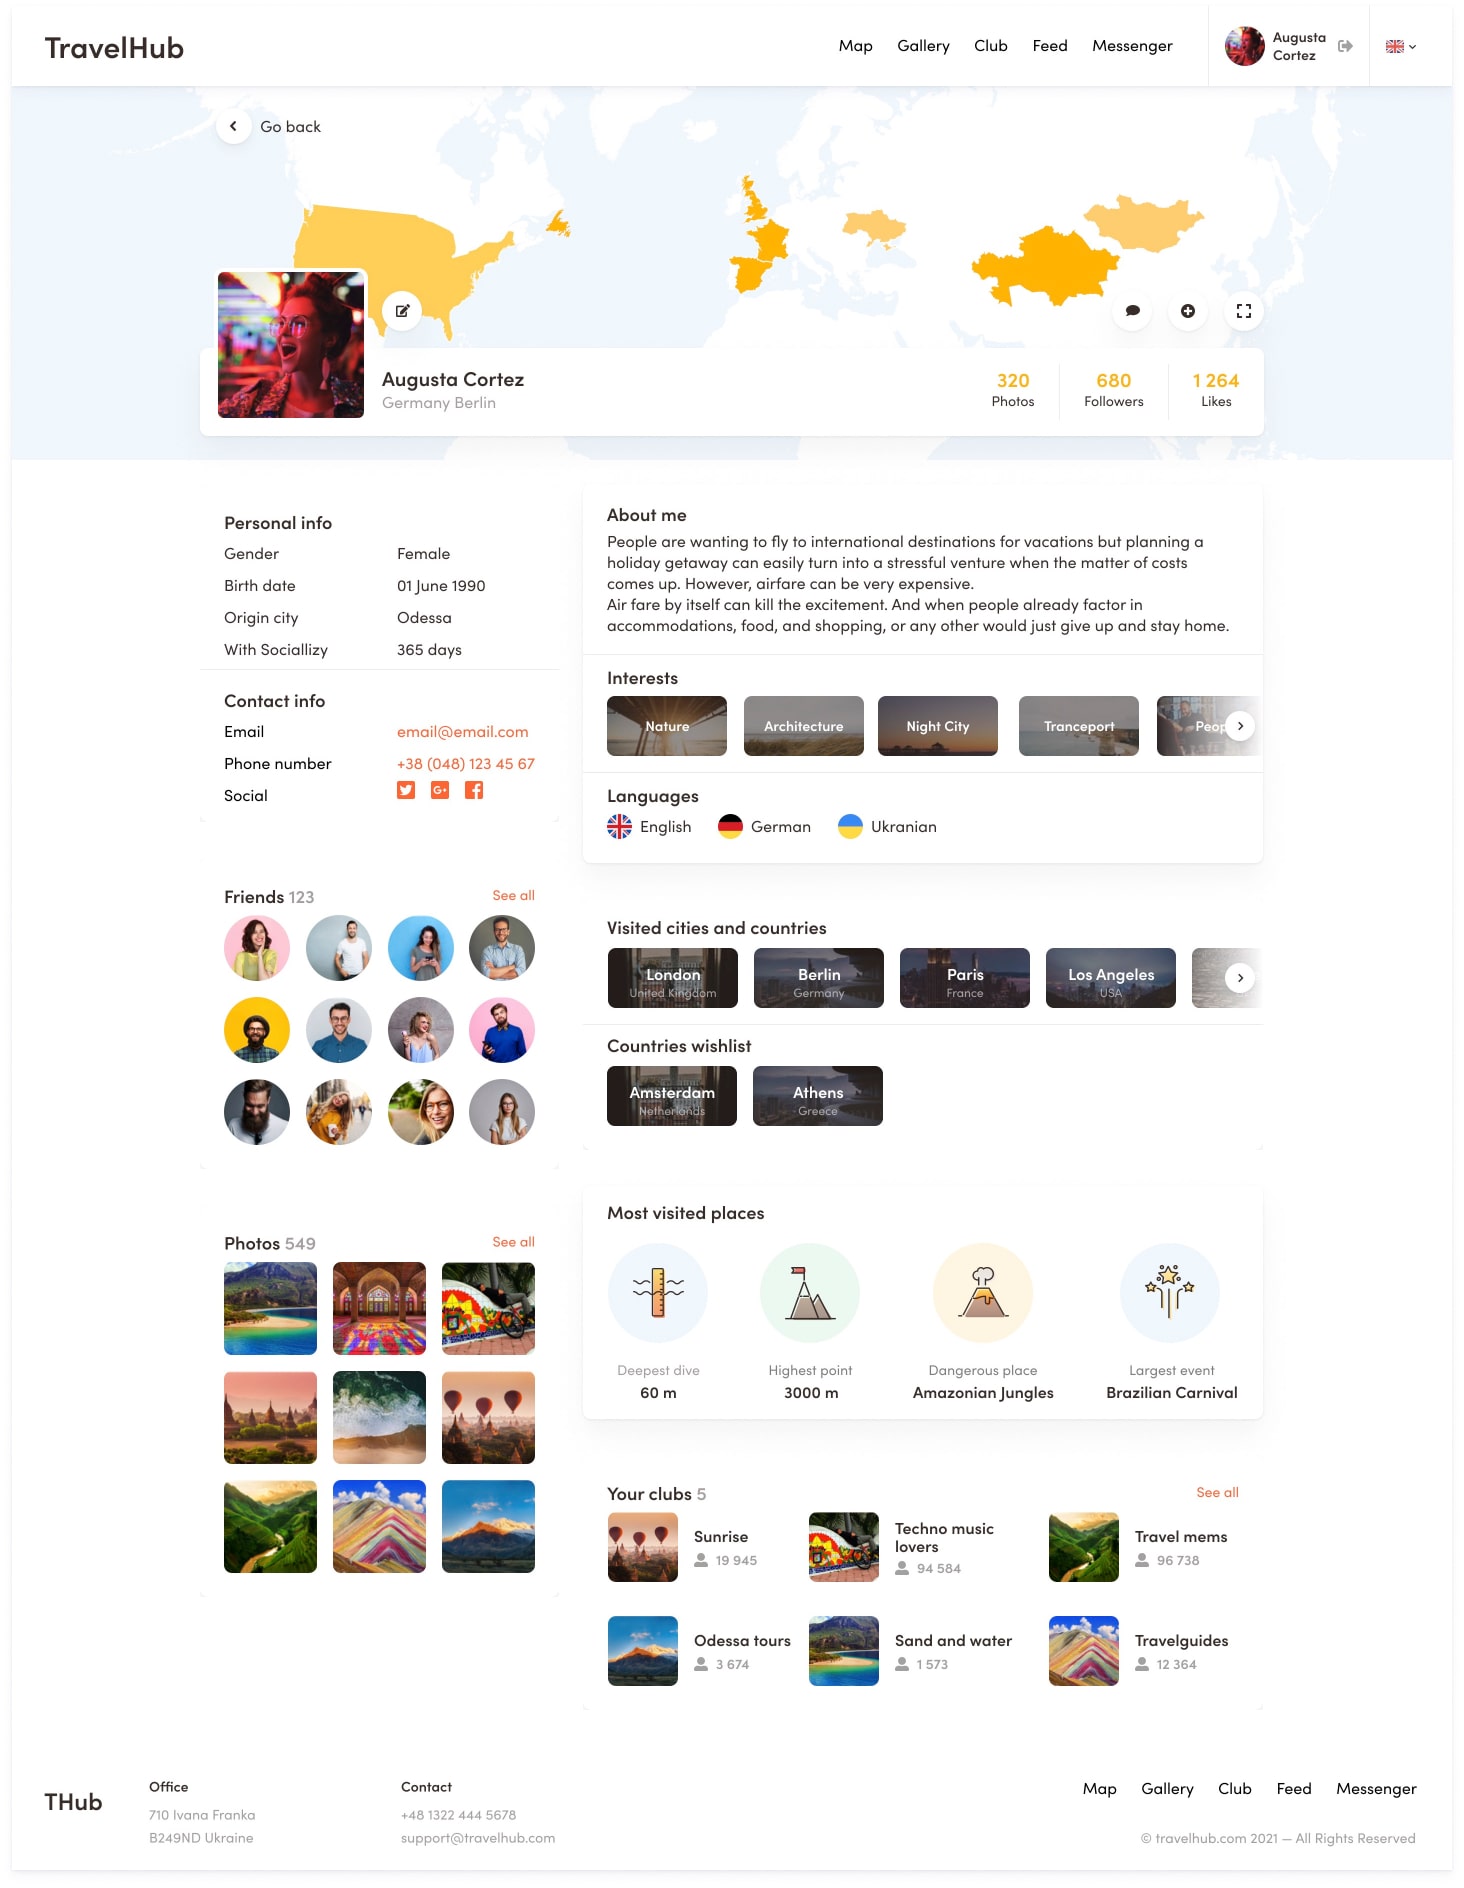 TravelHub
Map Gallery Club Feed Messenger
Augusta
Cortez
Go back
Augusta Cortez
Germany Berlin
320
Photos
680
Followers
1 264
Likes
Personal info
Gender Female
Birth date 01 June 1990
Origin city Odessa
With Sociallizy 365 days
Contact info
Email email@email.com
Phone number +38 (048) 123 45 67
Social
Friends 123 See all
Photos 549 See all
About me
People are wanting to fly to international destinations for vacations but planning a
holiday getaway can easily turn into a stressful venture when the matter of costs
comes up. However, airfare can be very expensive.
Air fare by itself can kill the excitement. And when people already factor in
accommodations, food, and shopping, or any other would just give up and stay home.
Interests
Nature Architecture Night City Tranceport
Languages
English German Ukranian
Visited cities and countries
London
United Kingdom
Berlin
Germany
Paris
France
Los Angeles
USA
Countries wishlist
Amsterdam
Netherlands
Athens
Greece
Most visited places
Deepest dive
60 m
Highest point
3000 m
Dangerous place
Amazonian Jungles
Largest event
Brazilian Carnival
Your clubs 5 See all
Sunrise
19 945
Techno music
lovers
94 584
Travel mems
96 738
Odessa tours
3 674
Sand and water
1 573
Travelguides
12 364
THub
Office
710 Ivana Franka
B249ND Ukraine
Contact
+48 1322 444 5678
support@travelhub.com
Map Gallery Club Feed Messenger
© travelhub.com 2021 — All Rights Reserved